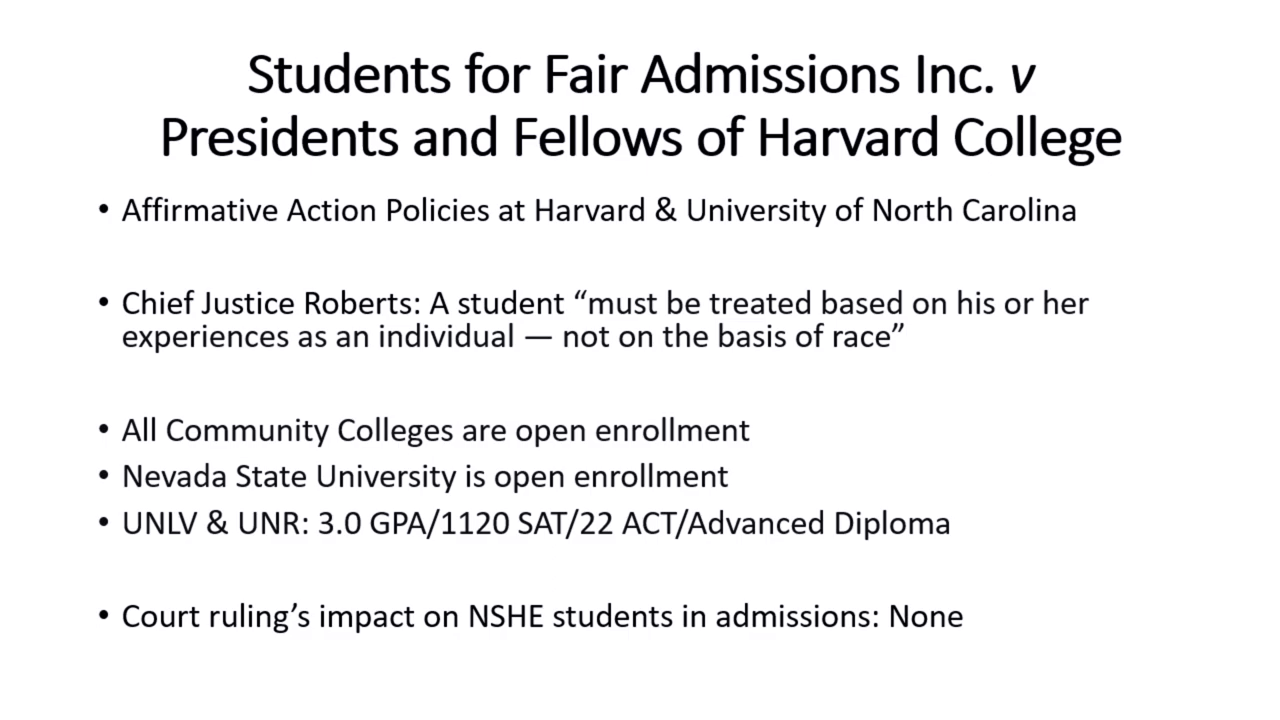 Students for Fair Admissions Inc. v
Presidents and Fellows of Harvard College
• Affirmative Action Policies at Harvard & University of North Carolina
• Chief Justice Roberts: A student “must be treated based on his or her
experiences as an individual — not on the basis of race”
• All Community Colleges are open enrollment
• Nevada State University is open enrollment
• UNLV & UNR: 3.0 GPA/1120 SAT/22 ACT/Advanced Diploma
• Court ruling’s impact on NSHE students in admissions: None